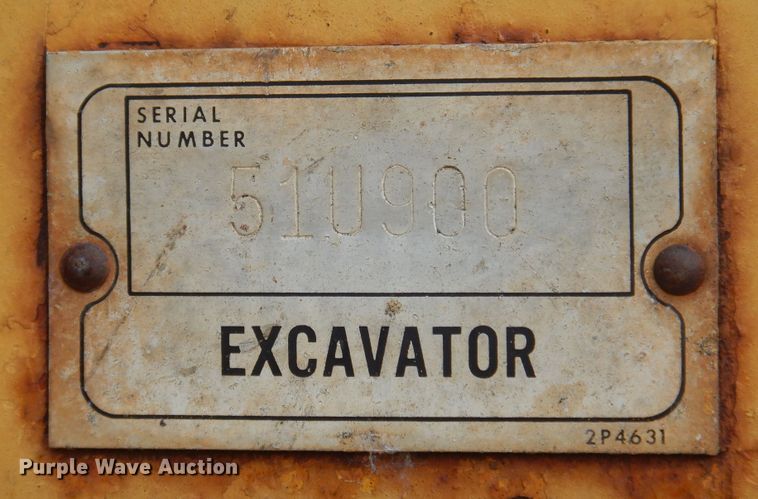 SERIAL
NUMBER
51U900
EXCAVATOR
2P4631
Purple Wave Auction